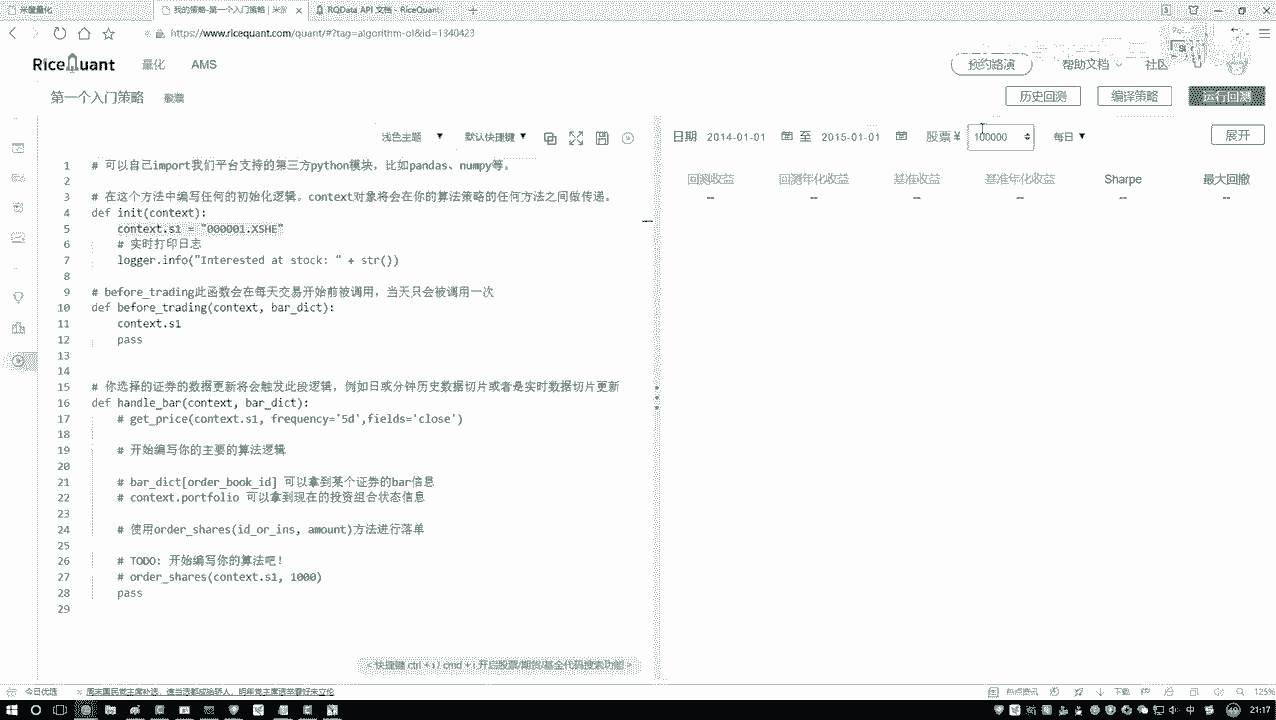 米筐量化
我的策略-第一个入门策略 | 米
RQData API 文档 - RiceQuant
https://www.ricequant.com/quant/#?tag=algorithm-ol&id=1340423
RiceQuant 量化 AMS 预约路演 帮助文档 社区
第一个入门策略 历史回测 编译策略 运行回测
浅色主题 默认快捷键 日期 2014-01-01 至 2015-01-01 股票 ¥ 100000 每日 展开
回测收益 回测年化收益 基准收益 基准年化收益 Sharpe 最大回撤
-- -- -- -- -- --
1 # 可以自己import我们平台支持的第三方python模块，比如pandas、numpy等。
2
3 # 在这个方法中编写任何的初始化逻辑。context对象将会在你的算法策略的任何方法之间做传递。
4 def init(context):
5 context.s1 = "000001.XSHE"
6 # 实时打印日志
7 logger.info("Interested at stock: " + str())
8
9 # before_trading此函数会在每天交易开始前被调用，当天只会被调用一次
10 def before_trading(context, bar_dict):
11 context.s1
12 pass
13
14
15 # 你选择的证券的数据更新将会触发此段逻辑，例如日或分钟历史数据切片或者是实时数据切片更新
16 def handle_bar(context, bar_dict):
17 # get_price(context.s1, frequency='5d',fields='close')
18
19 # 开始编写你的主要的算法逻辑
20
21 # bar_dict[order_book_id] 可以拿到某个证券的bar信息
22 # context.portfolio 可以拿到现在的投资组合状态信息
23
24 # 使用order_shares(id_or_ins, amount)方法进行落单
25
26 # TODO: 开始编写你的算法吧！
27 # order_shares(context.s1, 1000)
28 pass
29
< 快捷键 ctrl + i / cmd + i 开启股票/期货/基金代码搜索功能 >
今日优选 热点资讯 下载 125%
中 21:17